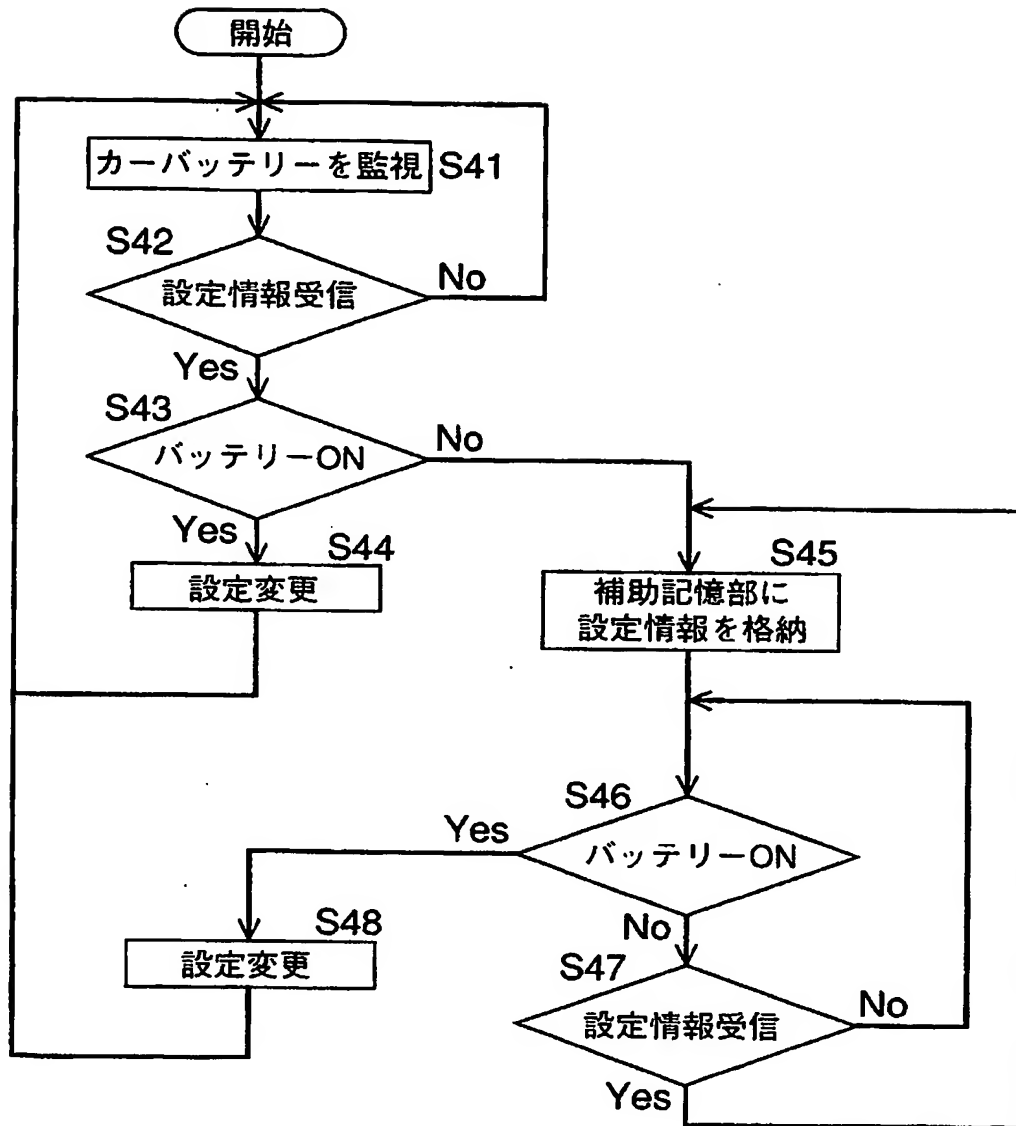 開始
カーバッテリーを監視 S41
S42
設定情報受信
No
Yes
S43
バッテリーON
No
Yes
S44
設定変更
S45
補助記憶部に
設定情報を格納
S46
バッテリーON
Yes
No
S48
設定変更
S47
設定情報受信
No
Yes